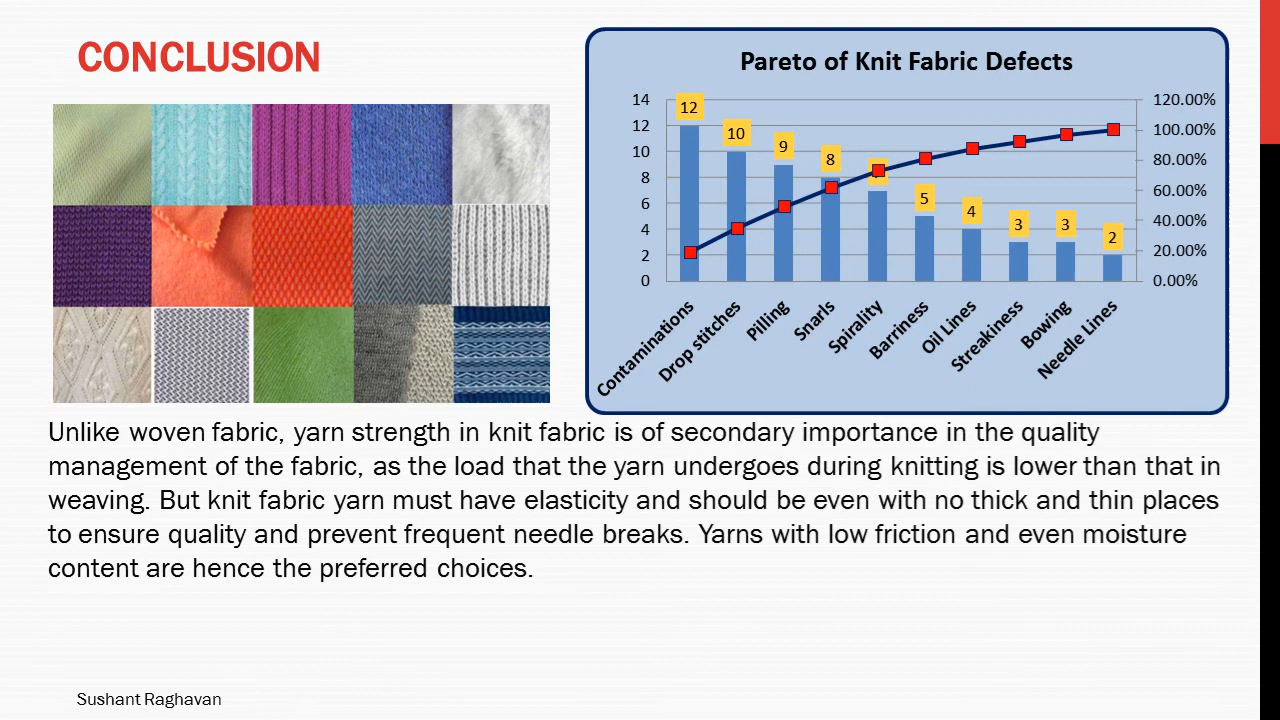 CONCLUSION
Pareto of Knit Fabric Defects
14
12
10
8
6
4
2
0
12
10
9
8
5
4
3
3
2
120.00%
100.00%
80.00%
60.00%
40.00%
20.00%
0.00%
Contaminations
Drop stitches
Pilling
Snarls
Spirality
Barriness
Oil Lines
Streakiness
Bowing
Needle Lines
Unlike woven fabric, yarn strength in knit fabric is of secondary importance in the quality
management of the fabric, as the load that the yarn undergoes during knitting is lower than that in
weaving. But knit fabric yarn must have elasticity and should be even with no thick and thin places
to ensure quality and prevent frequent needle breaks. Yarns with low friction and even moisture
content are hence the preferred choices.
Sushant Raghavan